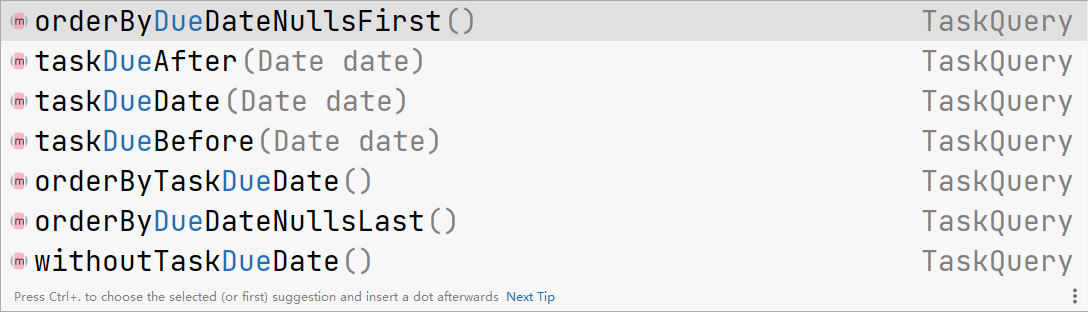 orderByDueDateNullsFirst() TaskQuery
taskDueAfter(Date date) TaskQuery
taskDueDate(Date date) TaskQuery
taskDueBefore(Date date) TaskQuery
orderByTaskDueDate() TaskQuery
orderByDueDateNullsLast() TaskQuery
withoutTaskDueDate() TaskQuery
Press Ctrl+. to choose the selected (or first) suggestion and insert a dot afterwards Next Tip